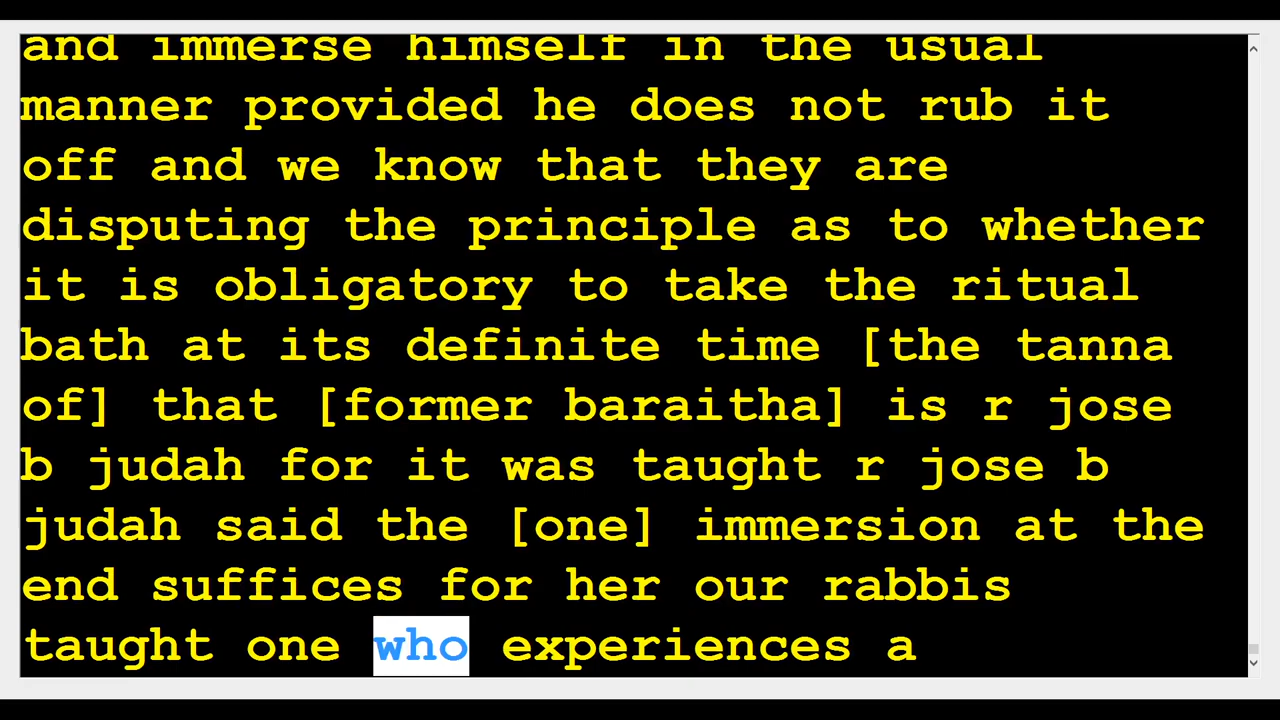 and immerse himself in the usual
manner provided he does not rub it
off and we know that they are
disputing the principle as to whether
it is obligatory to take the ritual
bath at its definite time [the tanna
of] that [former baraitha] is r jose
b judah for it was taught r jose b
judah said the [one] immersion at the
end suffices for her our rabbis
taught one who experiences a